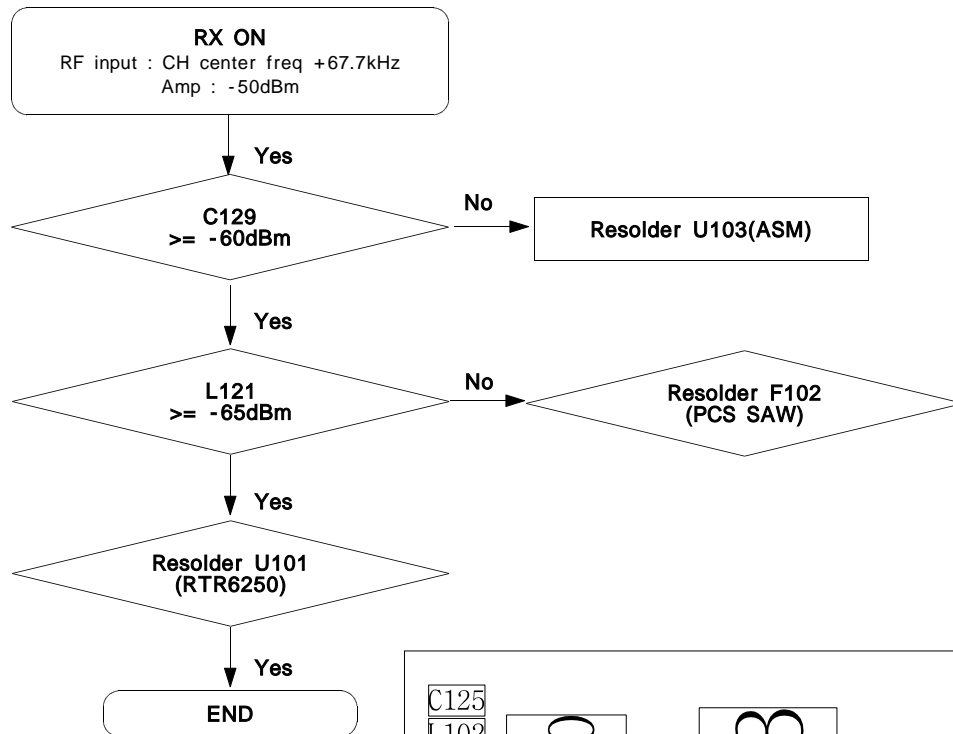 RX ON
RF input : CH center freq +67.7kHz
Amp : -50dBm
Yes
C129
>= -60dBm
No
Resolder U103(ASM)
Yes
L121
>= -65dBm
No
Resolder F102
(PCS SAW)
Yes
Resolder U101
(RTR6250)
Yes
END
C125
L102